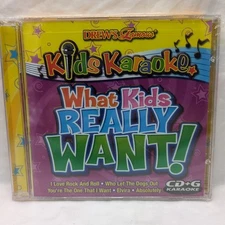 DREW'S Famous
Kids Karaoke
What Kids
REALLY
WANT!
I Love Rock And Roll • Who Let The Dogs Out
You're The One That I Want • Elvira • Absolutely
CD+G
KARAOKE